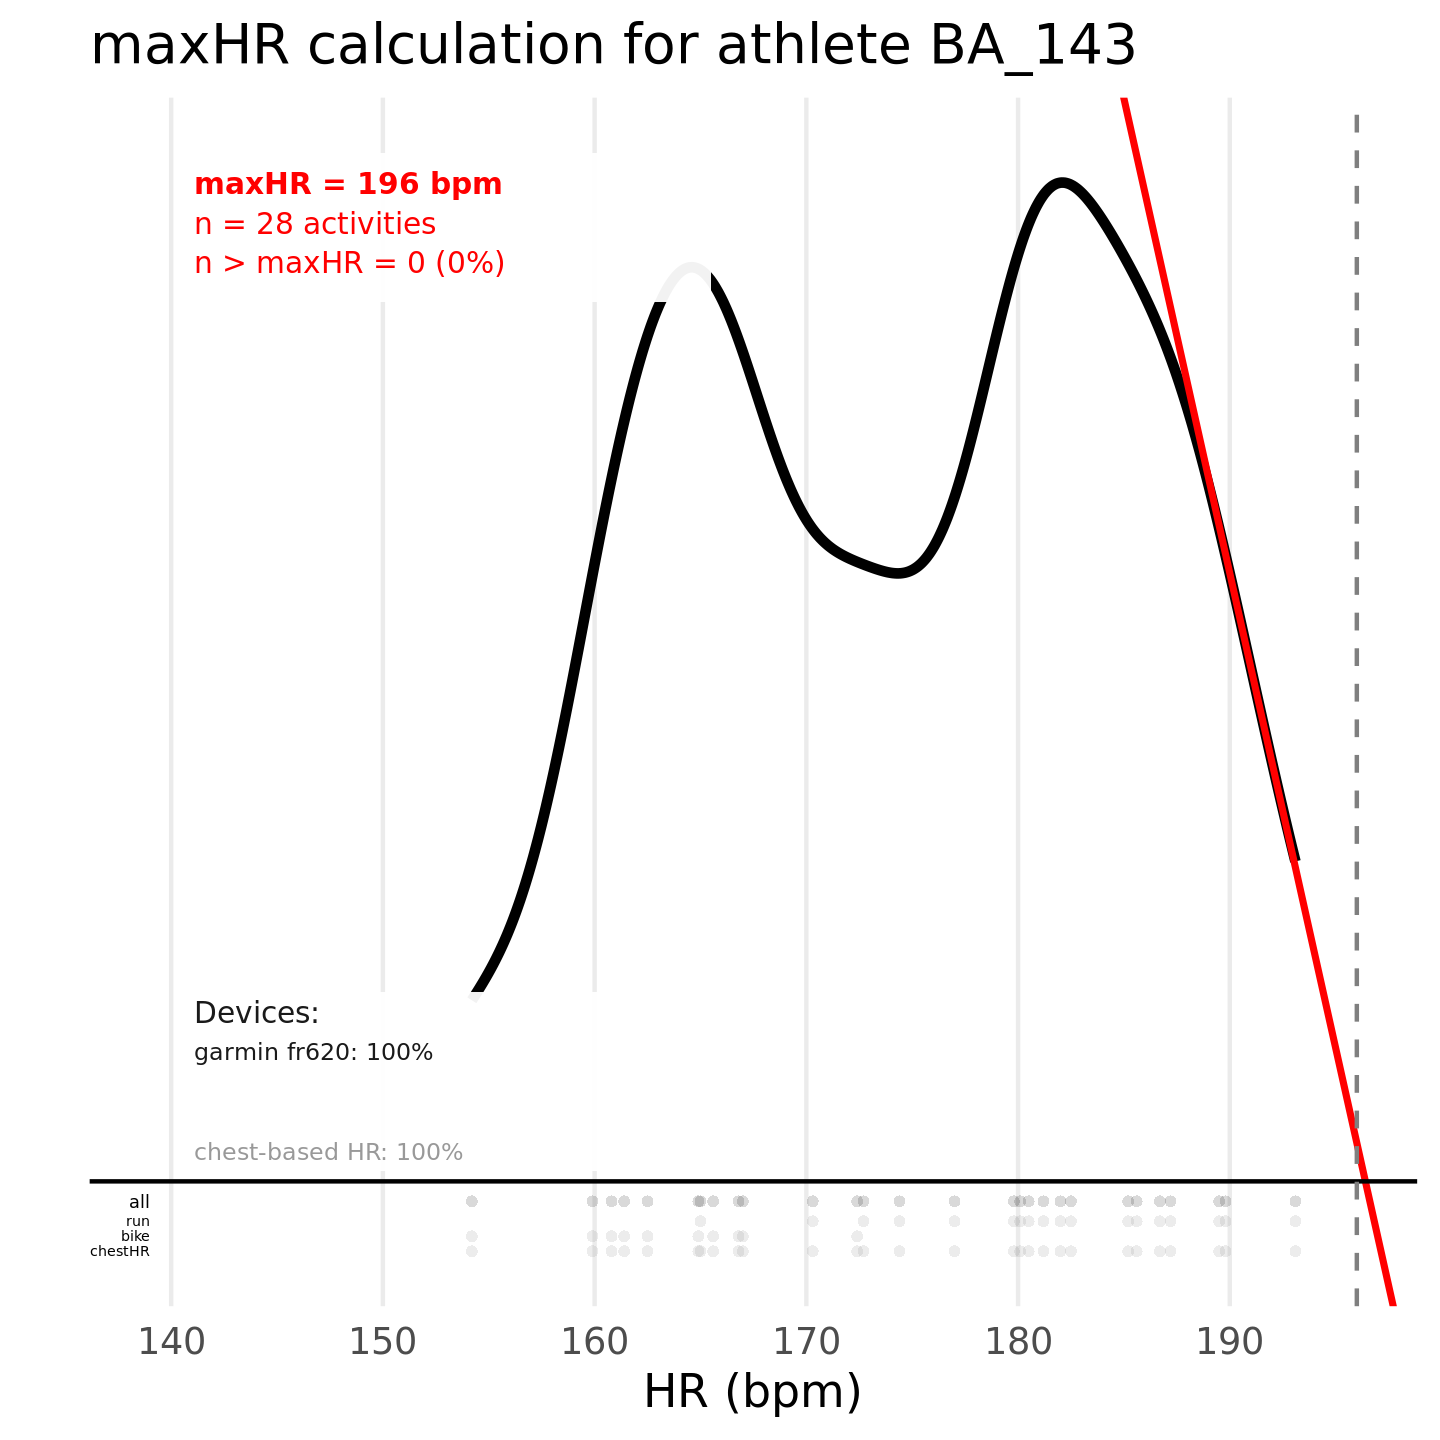 maxHR calculation for athlete BA_143
maxHR = 196 bpm
n = 28 activities
n > maxHR = 0 (0%)
Devices:
garmin fr620: 100%
chest-based HR: 100%
all
run
bike
chestHR
140 150 160 170 180 190
HR (bpm)